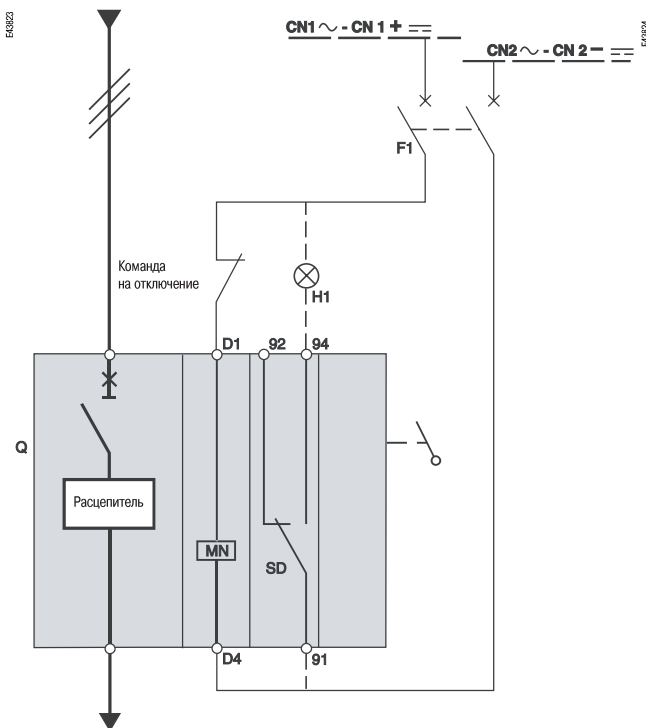 E43823
CN1 ~ - CN 1 + ⎓
E43824
CN2 ~ - CN 2 − ⎓
F1
Команда
на отключение
H1
D1
92
94
Q
Расцепитель
MN
SD
D4
91